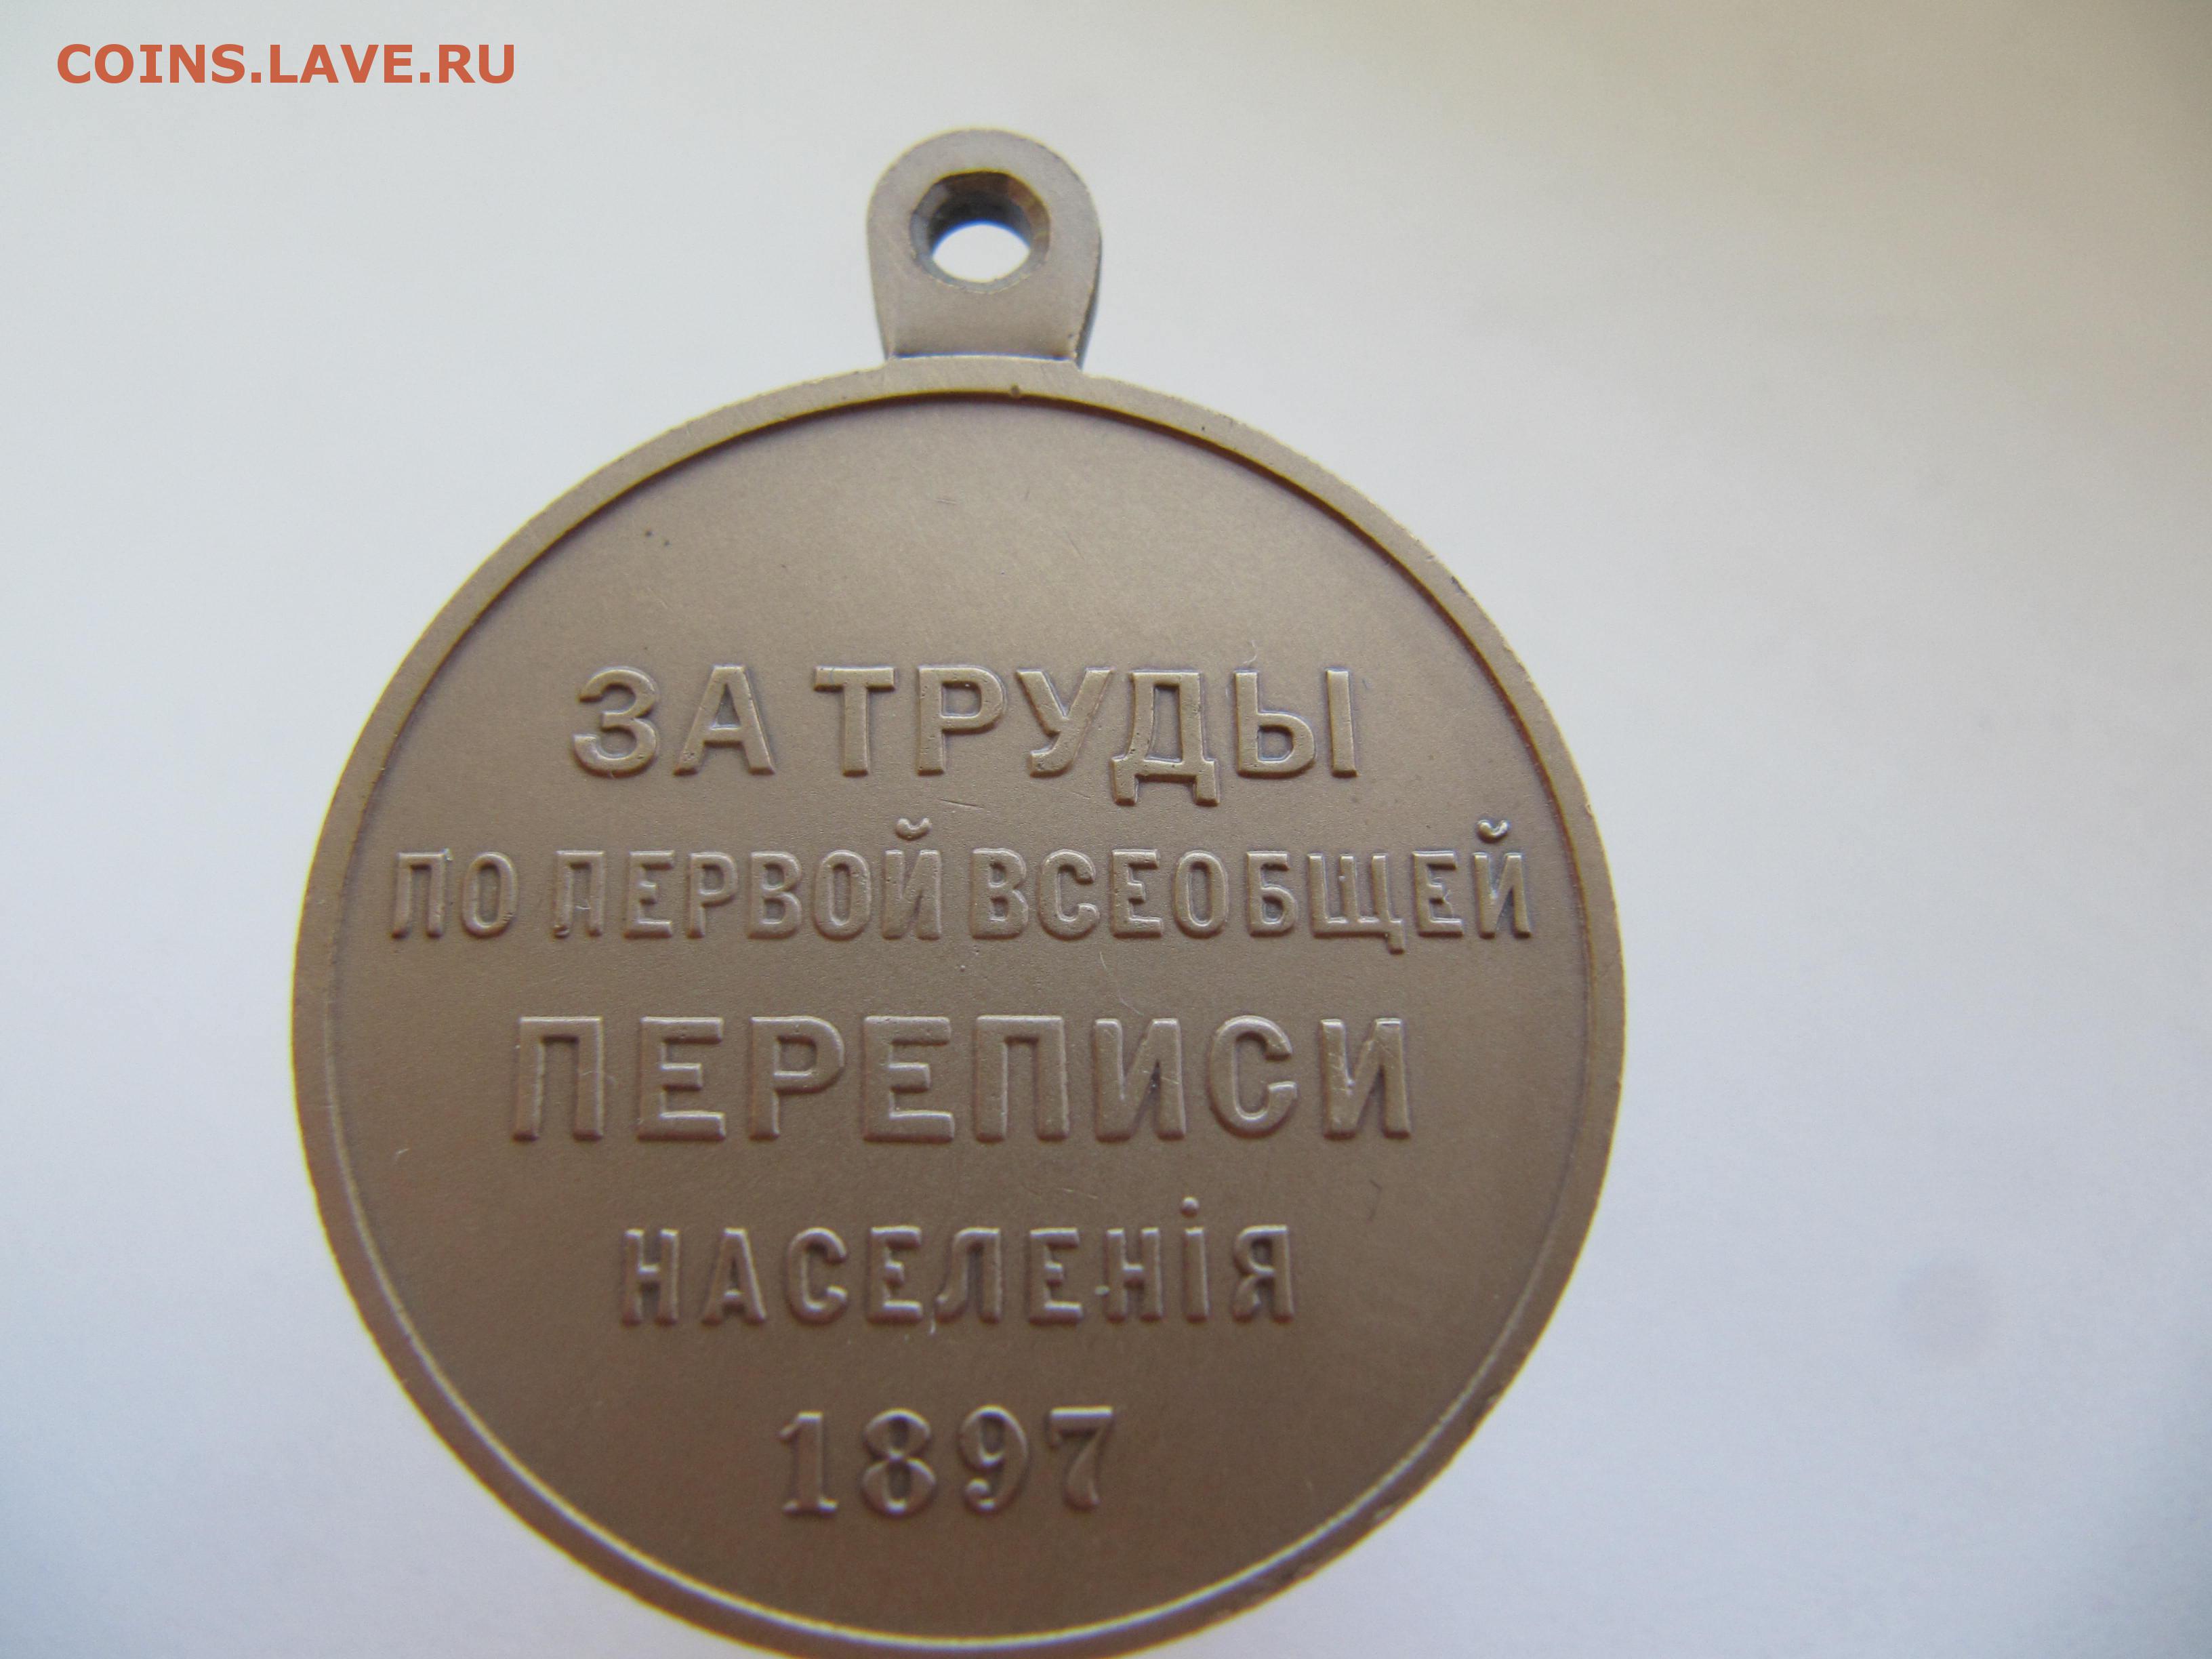 COINS.LAVE.RU
ЗА ТРУДЫ
ПО ПЕРВОЙ ВСЕОБЩЕЙ
ПЕРЕПИСИ
НАСЕЛЕНІЯ
1897